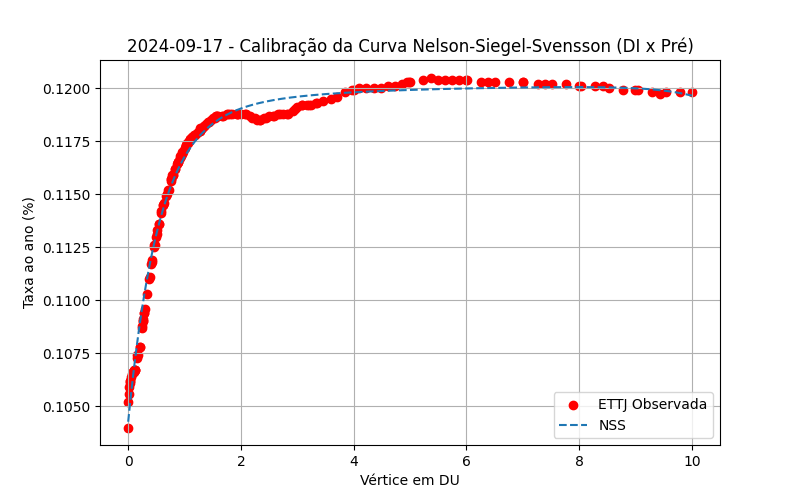 2024-09-17 - Calibração da Curva Nelson-Siegel-Svensson (DI x Pré)
Taxa ao ano (%)
0.1200
0.1175
0.1150
0.1125
0.1100
0.1075
0.1050
ETTJ Observada
NSS
0 2 4 6 8 10
Vértice em DU